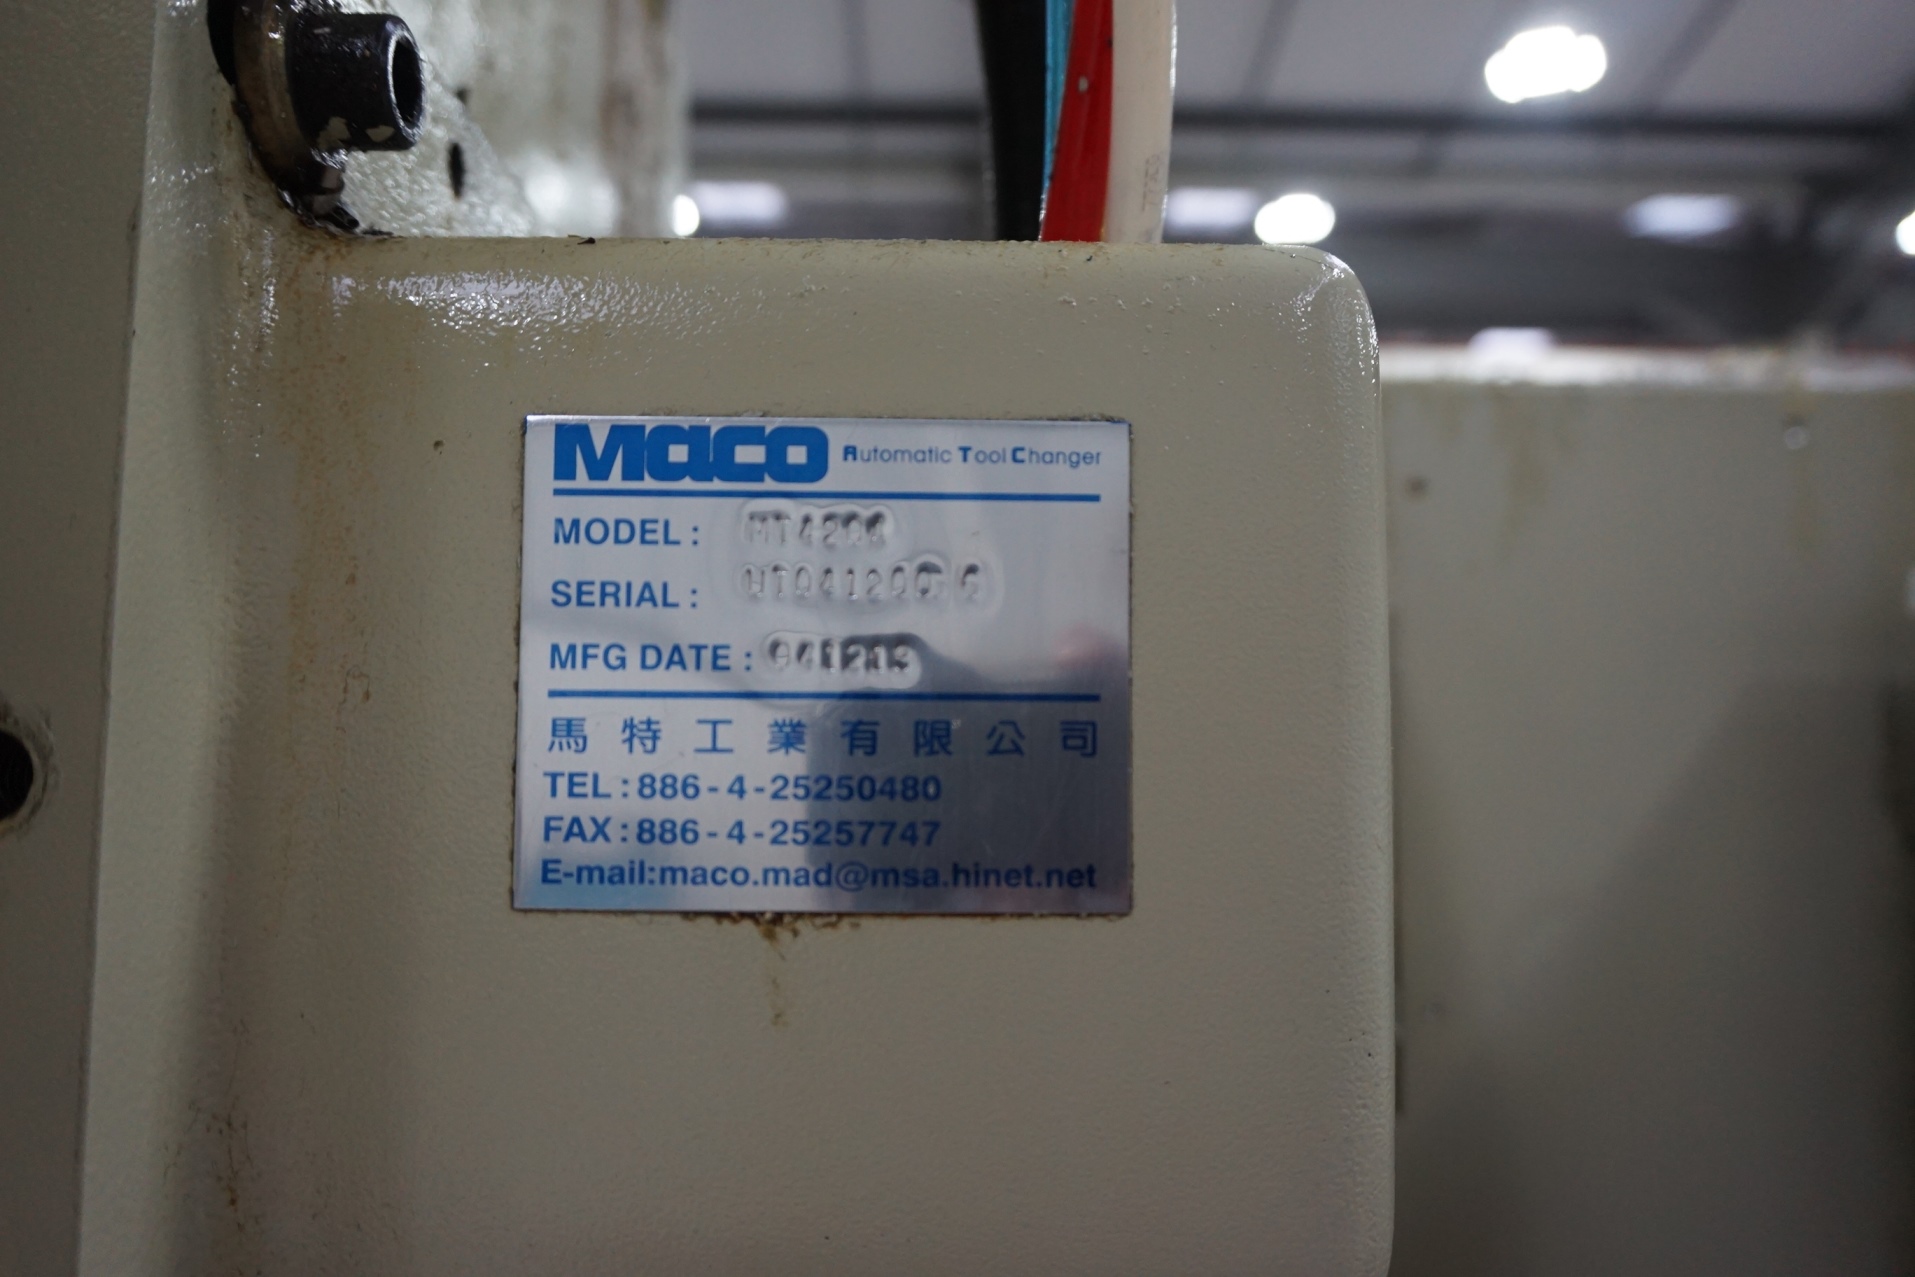 MACO Automatic Tool Changer
MODEL :
SERIAL :
MFG DATE :
馬特工業有限公司
TEL : 886-4-25250480
FAX : 886-4-25257747
E-mail:maco.mad@msa.hinet.net